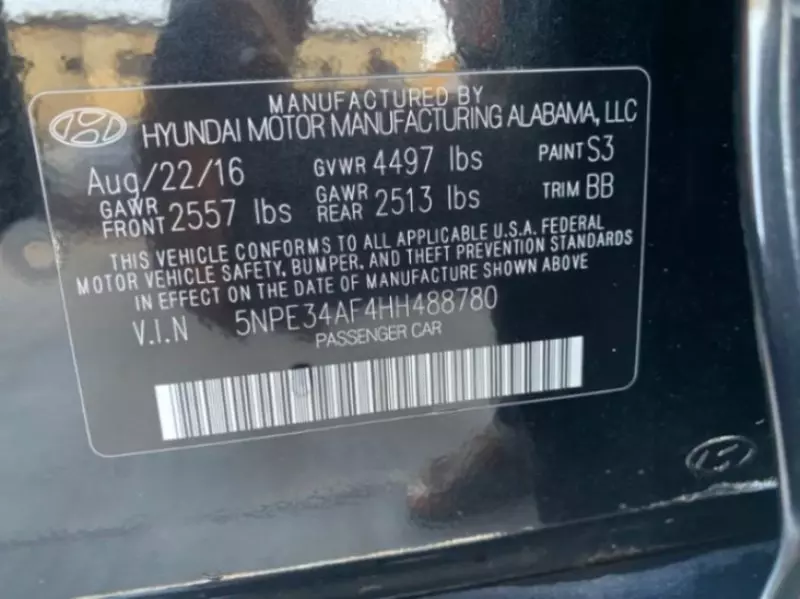 MANUFACTURED BY
HYUNDAI MOTOR MANUFACTURING ALABAMA, LLC
Aug/22/16 GVWR 4497 lbs PAINT S3
GAWR FRONT 2557 lbs GAWR REAR 2513 lbs TRIM BB
THIS VEHICLE CONFORMS TO ALL APPLICABLE U.S.A. FEDERAL
MOTOR VEHICLE SAFETY, BUMPER, AND THEFT PREVENTION STANDARDS
IN EFFECT ON THE DATE OF MANUFACTURE SHOWN ABOVE
V.I.N 5NPE34AF4HH488780
PASSENGER CAR